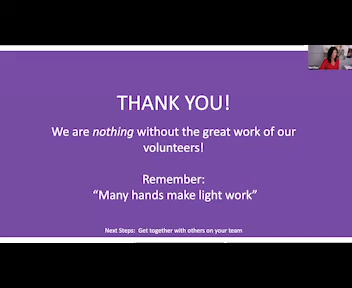 THANK YOU!
We are nothing without the great work of our
volunteers!
Remember:
“Many hands make light work”
Next Steps: Get together with others on your team